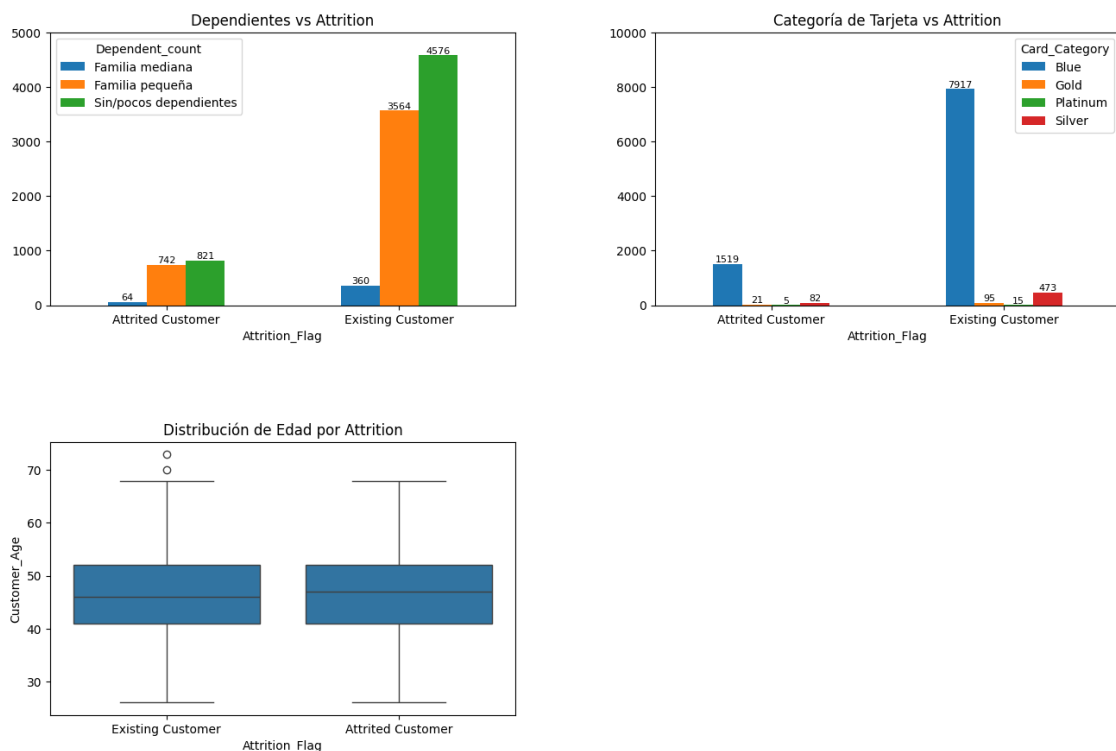 Dependientes vs Attrition
5000
4000
3000
2000
1000
0
Dependent_count
Familia mediana
Familia pequeña
Sin/pocos dependientes
64
742
821
360
3564
4576
Attrited Customer
Existing Customer
Attrition_Flag
Categoría de Tarjeta vs Attrition
10000
8000
6000
4000
2000
0
Card_Category
Blue
Gold
Platinum
Silver
1519
21
5
82
7917
95
15
473
Attrited Customer
Existing Customer
Attrition_Flag
Distribución de Edad por Attrition
Customer_Age
70
60
50
40
30
Existing Customer
Attrited Customer
Attrition_Flag